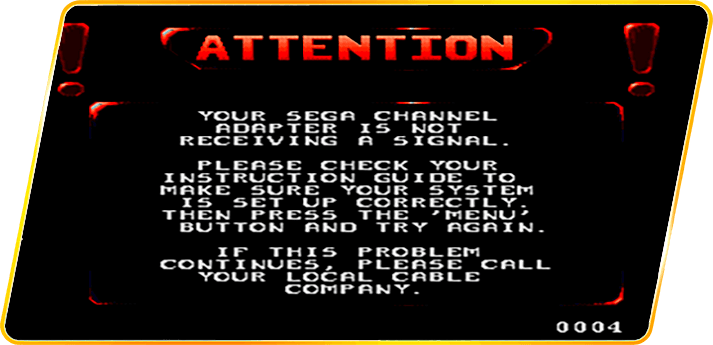 ! ATTENTION !
YOUR SEGA CHANNEL
ADAPTER IS NOT
RECEIVING A SIGNAL.
PLEASE CHECK YOUR
INSTRUCTION GUIDE TO
MAKE SURE YOUR SYSTEM
IS SET UP CORRECTLY.
THEN PRESS THE 'MENU'
BUTTON AND TRY AGAIN.
IF THIS PROBLEM
CONTINUES, PLEASE CALL
YOUR LOCAL CABLE
COMPANY.
0004